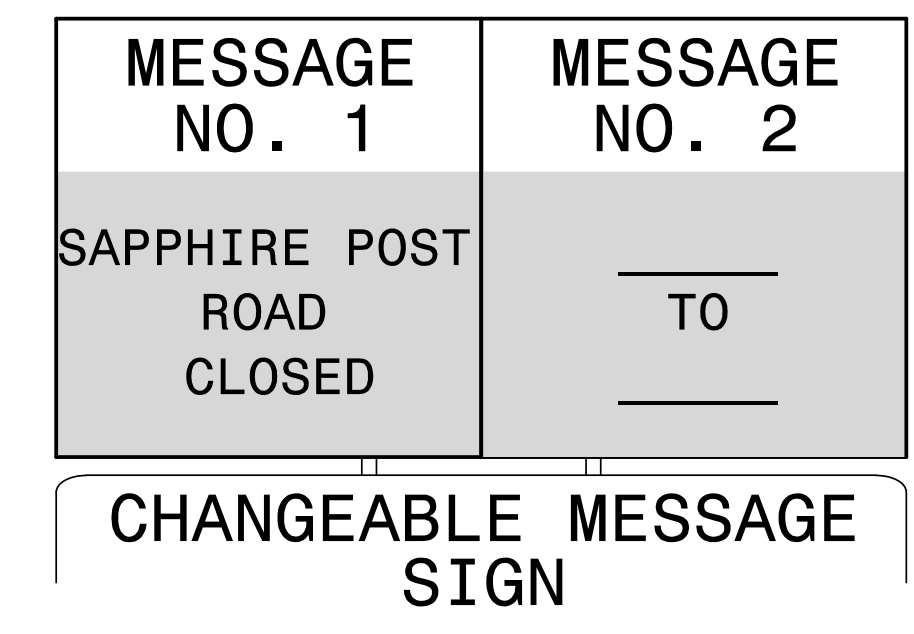 MESSAGE
NO. 1
MESSAGE
NO. 2
SAPPHIRE POST
ROAD
CLOSED
TO
CHANGEABLE MESSAGE
SIGN